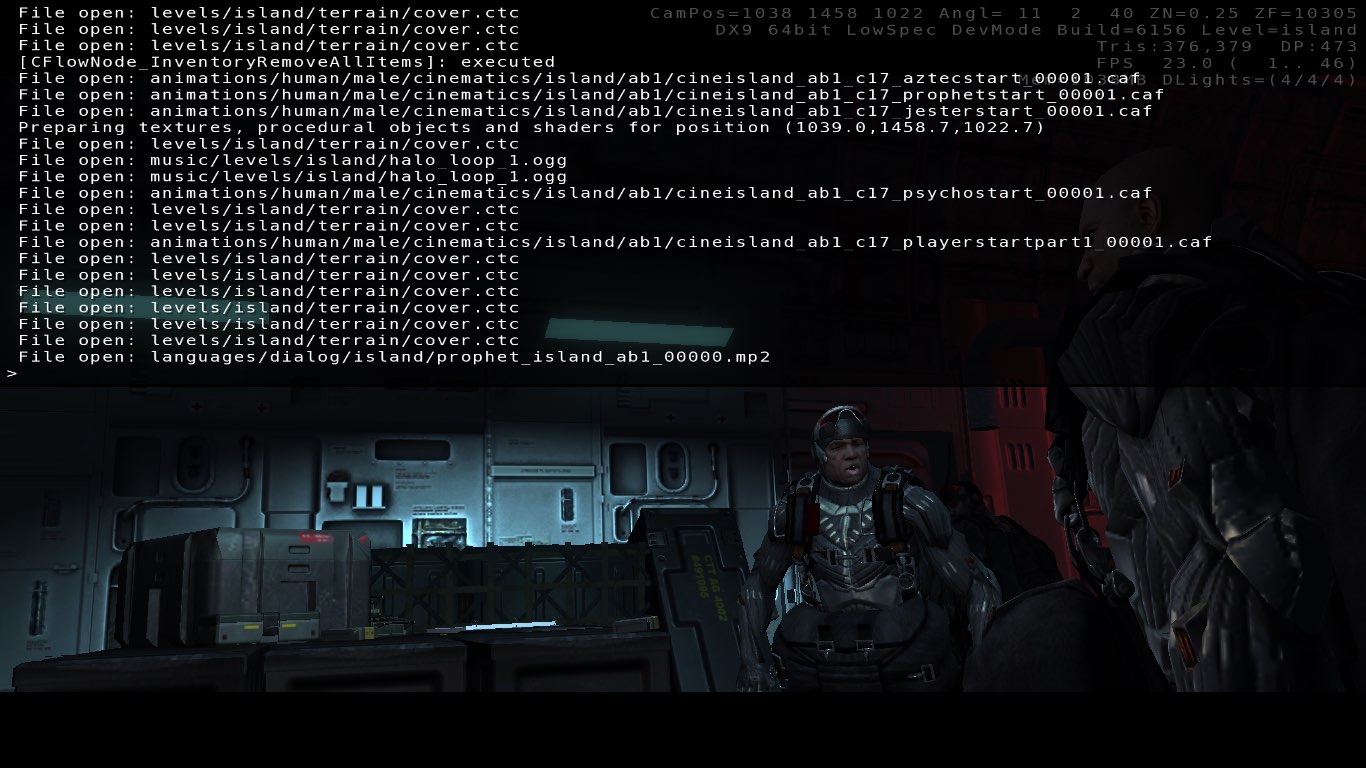 File open: levels/island/terrain/cover.ctc
File open: levels/island/terrain/cover.ctc
File open: levels/island/terrain/cover.ctc
[CFlowNode_InventoryRemoveAllItems]: executed
File open: animations/human/male/cinematics/island/ab1/cineisland_ab1_c17_aztecstart_00001.caf
File open: animations/human/male/cinematics/island/ab1/cineisland_ab1_c17_prophetstart_00001.caf
File open: animations/human/male/cinematics/island/ab1/cineisland_ab1_c17_jesterstart_00001.caf
Preparing textures, procedural objects and shaders for position (1039.0,1458.7,1022.7)
File open: levels/island/terrain/cover.ctc
File open: music/levels/island/halo_loop_1.ogg
File open: music/levels/island/halo_loop_1.ogg
File open: animations/human/male/cinematics/island/ab1/cineisland_ab1_c17_psychostart_00001.caf
File open: levels/island/terrain/cover.ctc
File open: levels/island/terrain/cover.ctc
File open: animations/human/male/cinematics/island/ab1/cineisland_ab1_c17_playerstartpart1_00001.caf
File open: levels/island/terrain/cover.ctc
File open: levels/island/terrain/cover.ctc
File open: levels/island/terrain/cover.ctc
File open: levels/island/terrain/cover.ctc
File open: levels/island/terrain/cover.ctc
File open: levels/island/terrain/cover.ctc
File open: languages/dialog/island/prophet_island_ab1_00000.mp2
>
CamPos=1038 1458 1022 Angl= 11 2 40 ZN=0.25 ZF=10305
DX9 64bit LowSpec DevMode Build=6156 Level=island
Tris:376,379 DP:473
FPS 23.0 ( 1.. 46)
DLights=(4/4/4)
CTX AG 4002